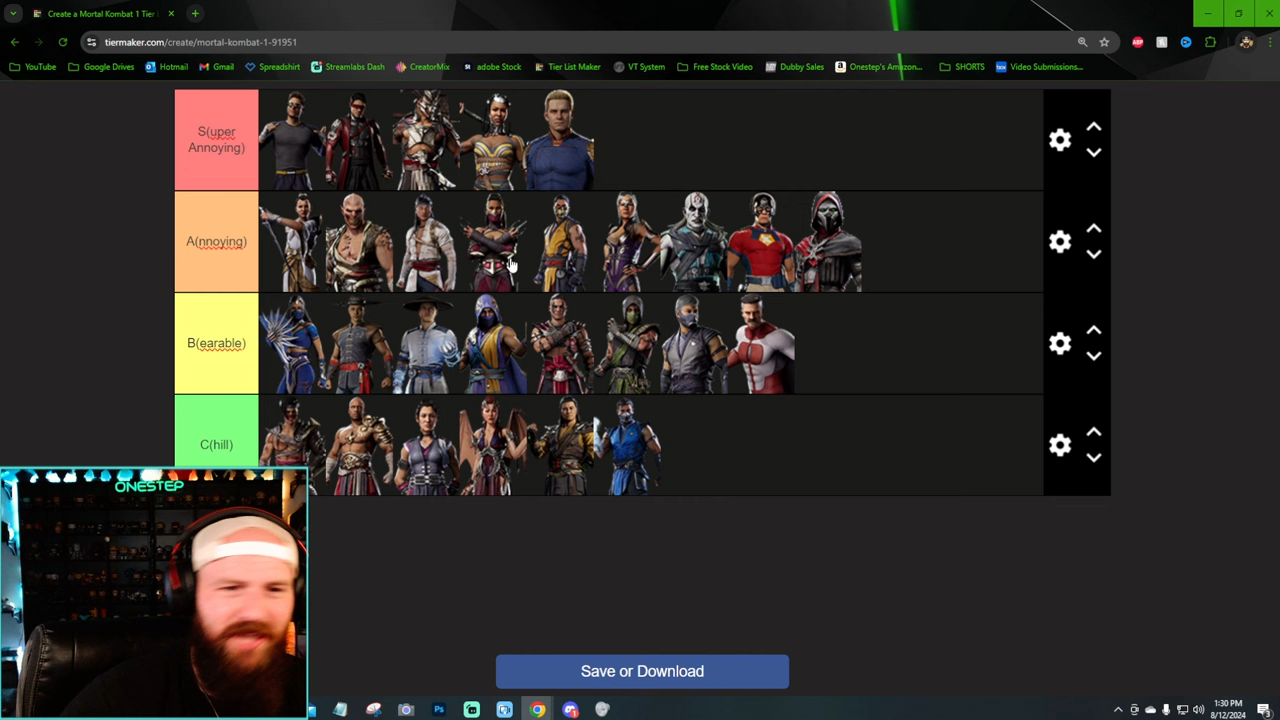 Create a Mortal Kombat 1 Tier
tiermaker.com/create/mortal-kombat-1-91951
YouTube
Google Drives
Hotmail
Gmail
Spreadshirt
Streamlabs Dash
CreatorMix
adobe Stock
Tier List Maker
VT System
Free Stock Video
Dubby Sales
Onestep's Amazon...
SHORTS
Video Submissions...
S(uper
Annoying)
A(nnoying)
B(earable)
C(hill)
ONESTEP
Save or Download
1:30 PM
8/12/2024